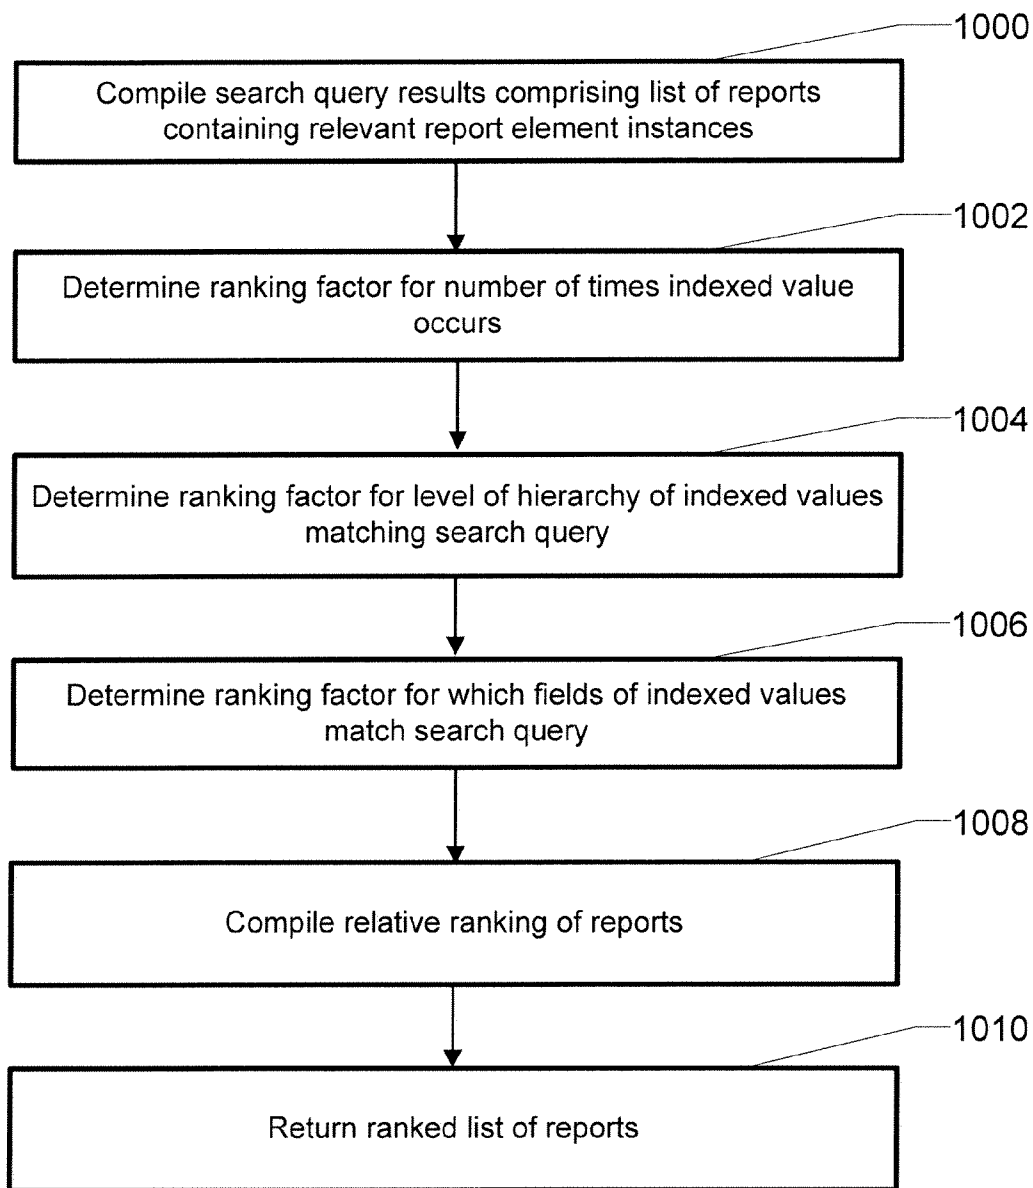 1000
Compile search query results comprising list of reports
containing relevant report element instances
1002
Determine ranking factor for number of times indexed value
occurs
1004
Determine ranking factor for level of hierarchy of indexed values
matching search query
1006
Determine ranking factor for which fields of indexed values
match search query
1008
Compile relative ranking of reports
1010
Return ranked list of reports